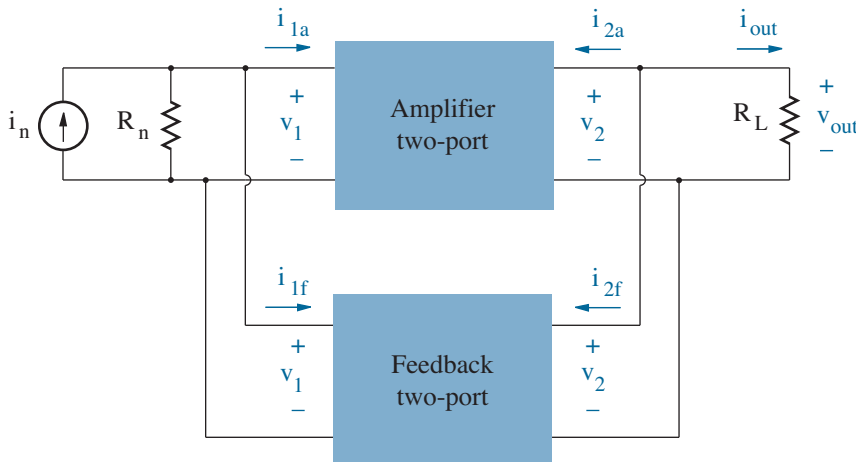 i1a
i2a
iout
in
Rn
+
v1
−
Amplifier
two-port
+
v2
−
RL
+
vout
−
i1f
i2f
+
v1
−
Feedback
two-port
+
v2
−